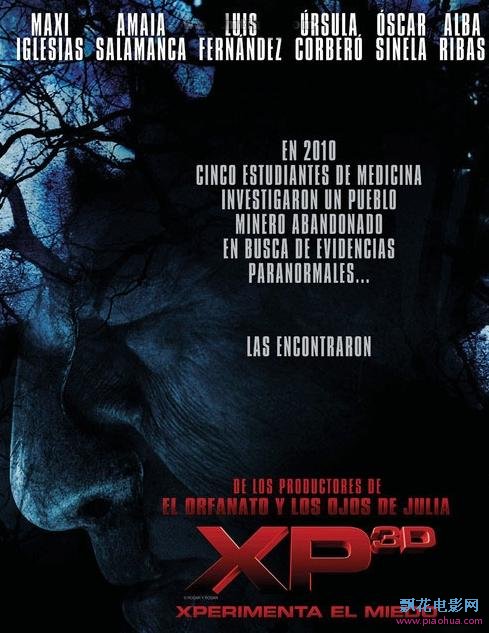 MAXI IGLESIAS AMAIA SALAMANCA LUIS FERNÁNDEZ ÚRSULA CORBERÓ ÓSCAR SINELA ALBA RIBAS
EN 2010
CINCO ESTUDIANTES DE MEDICINA
INVESTIGARON UN PUEBLO
MINERO ABANDONADO
EN BUSCA DE EVIDENCIAS
PARANORMALES...
LAS ENCONTRARON
DE LOS PRODUCTORES DE
EL ORFANATO Y LOS OJOS DE JULIA
XP3D
XPERIMENTA EL MIEDO
飘花电影网
www.piaohua.com